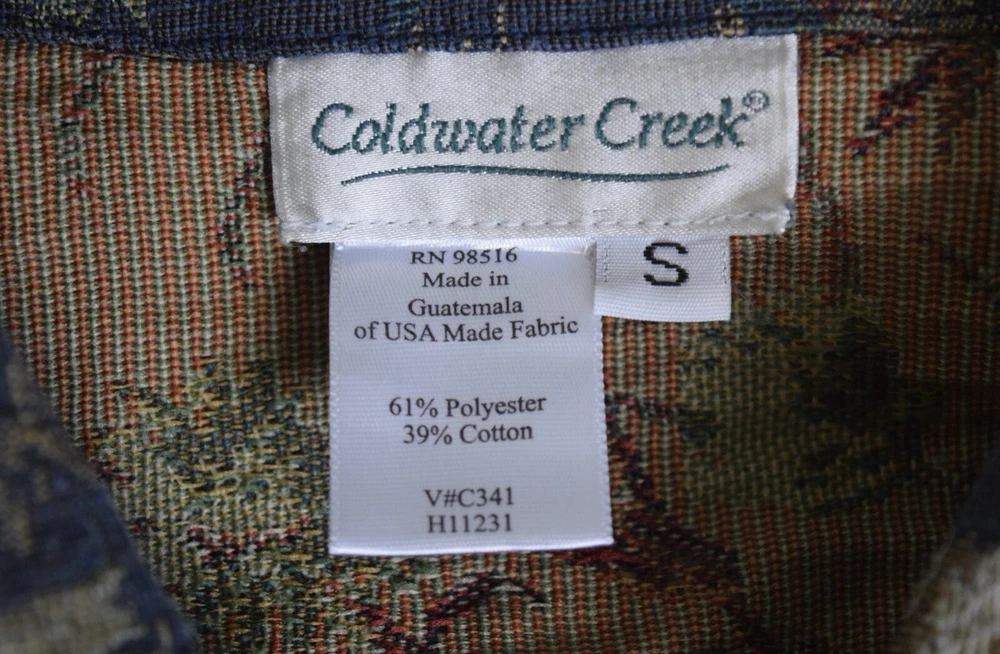 Coldwater Creek®
S
RN 98516
Made in
Guatemala
of USA Made Fabric
61% Polyester
39% Cotton
V#C341
H11231